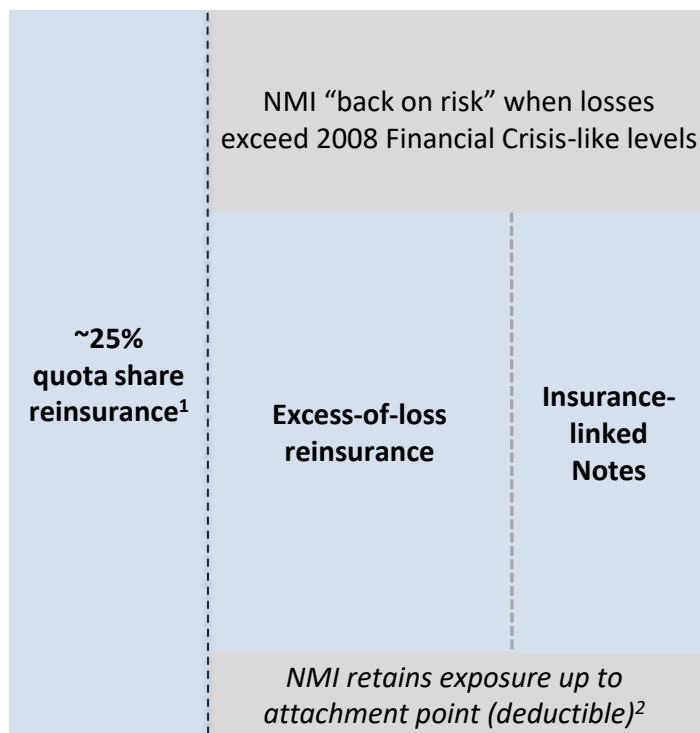 NMI “back on risk” when losses
exceed 2008 Financial Crisis-like levels
~25%
quota share
reinsurance¹
Excess-of-loss
reinsurance
Insurance-
linked
Notes
NMI retains exposure up to
attachment point (deductible)²